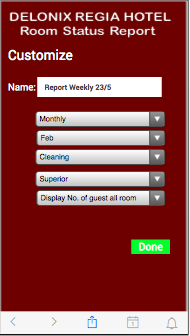 DELONIX REGIA HOTEL
Room Status Report
Customize
Name: Report Weekly 23/5
Monthly
Feb
Cleaning
Superior
Display No. of guest all room
Done